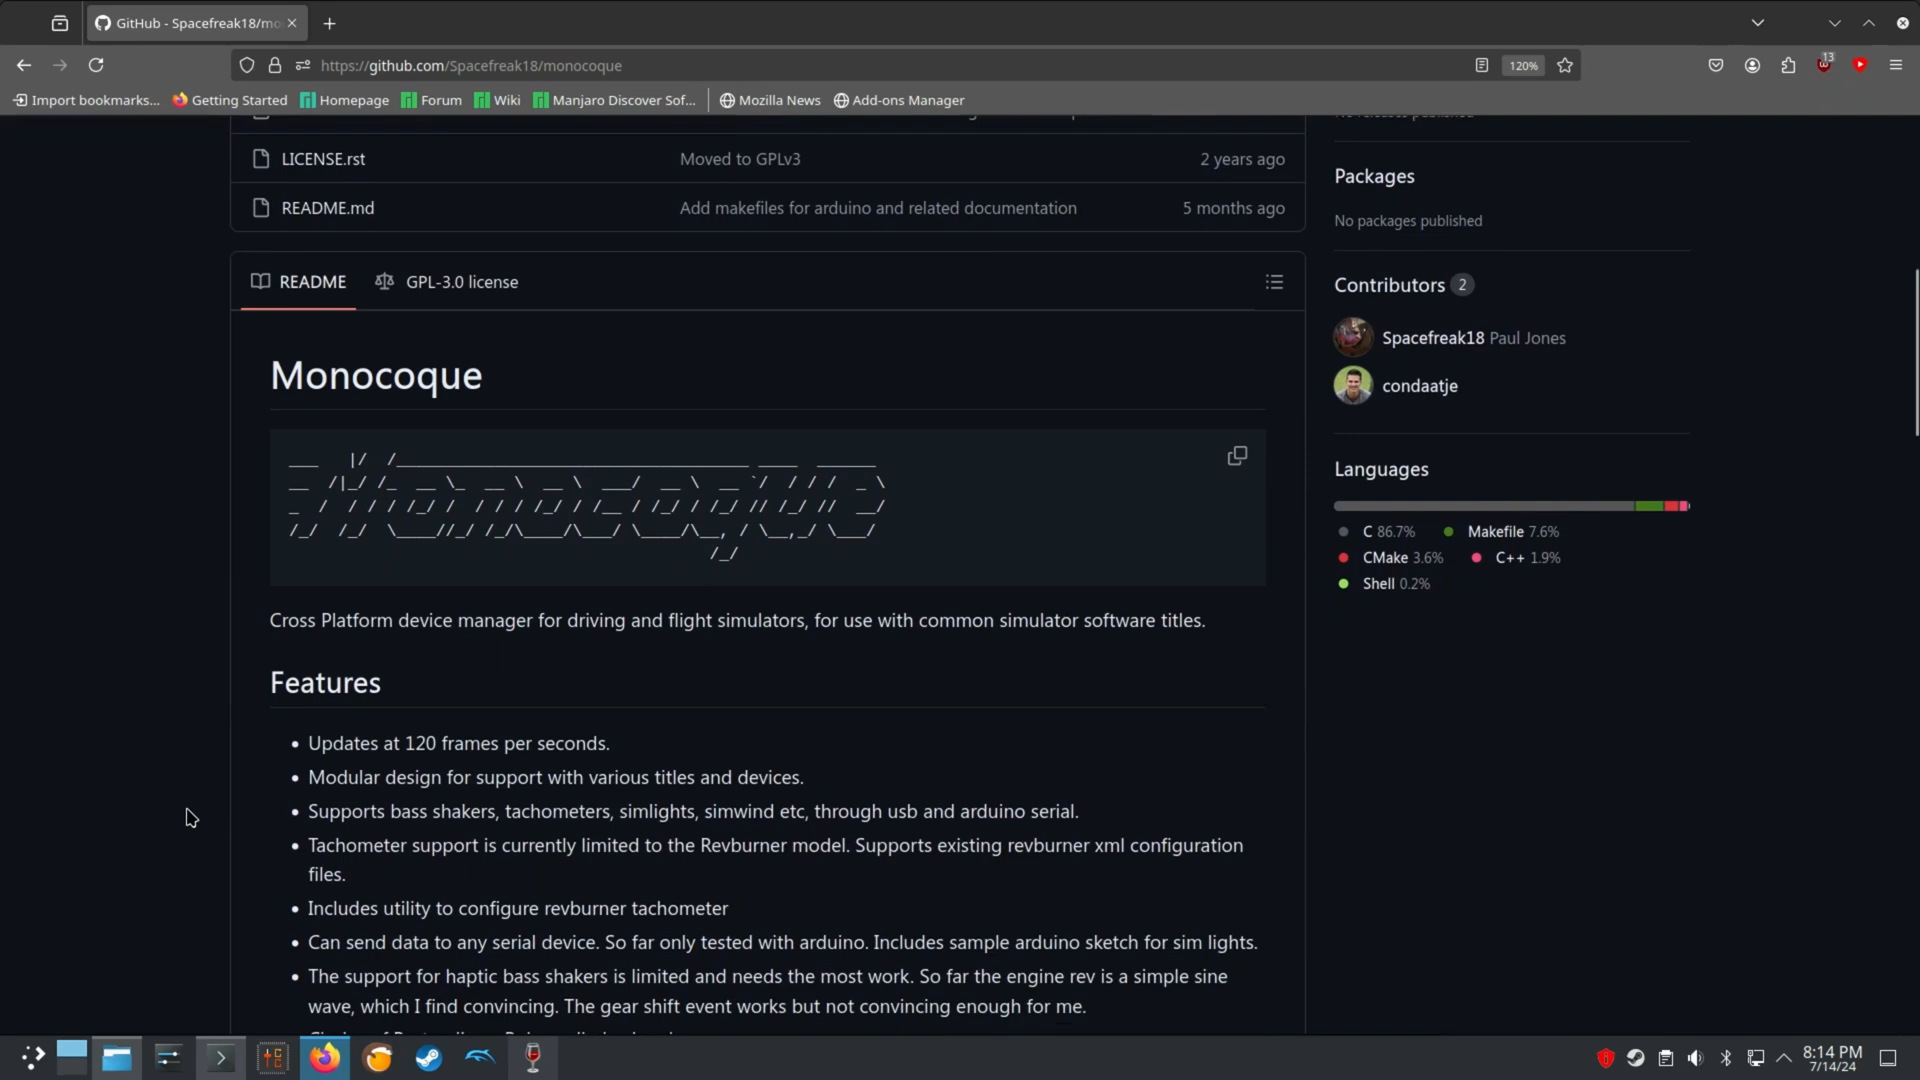 GitHub - Spacefreak18/mo
https://github.com/Spacefreak18/monocoque
120%
13
Import bookmarks...
Getting Started
Homepage
Forum
Wiki
Manjaro Discover Sof...
Mozilla News
Add-ons Manager
No releases published
LICENSE.rst
Moved to GPLv3
2 years ago
README.md
Add makefiles for arduino and related documentation
5 months ago
Packages
No packages published
README
GPL-3.0 license
Contributors 2
Spacefreak18 Paul Jones
condaatje
Monocoque
Monocoque
Languages
C 86.7%
Makefile 7.6%
CMake 3.6%
C++ 1.9%
Shell 0.2%
Cross Platform device manager for driving and flight simulators, for use with common simulator software titles.
Features
• Updates at 120 frames per seconds.
• Modular design for support with various titles and devices.
• Supports bass shakers, tachometers, simlights, simwind etc, through usb and arduino serial.
• Tachometer support is currently limited to the Revburner model. Supports existing revburner xml configuration
files.
• Includes utility to configure revburner tachometer
• Can send data to any serial device. So far only tested with arduino. Includes sample arduino sketch for sim lights.
• The support for haptic bass shakers is limited and needs the most work. So far the engine rev is a simple sine
wave, which I find convincing. The gear shift event works but not convincing enough for me.
8:14 PM
7/14/24